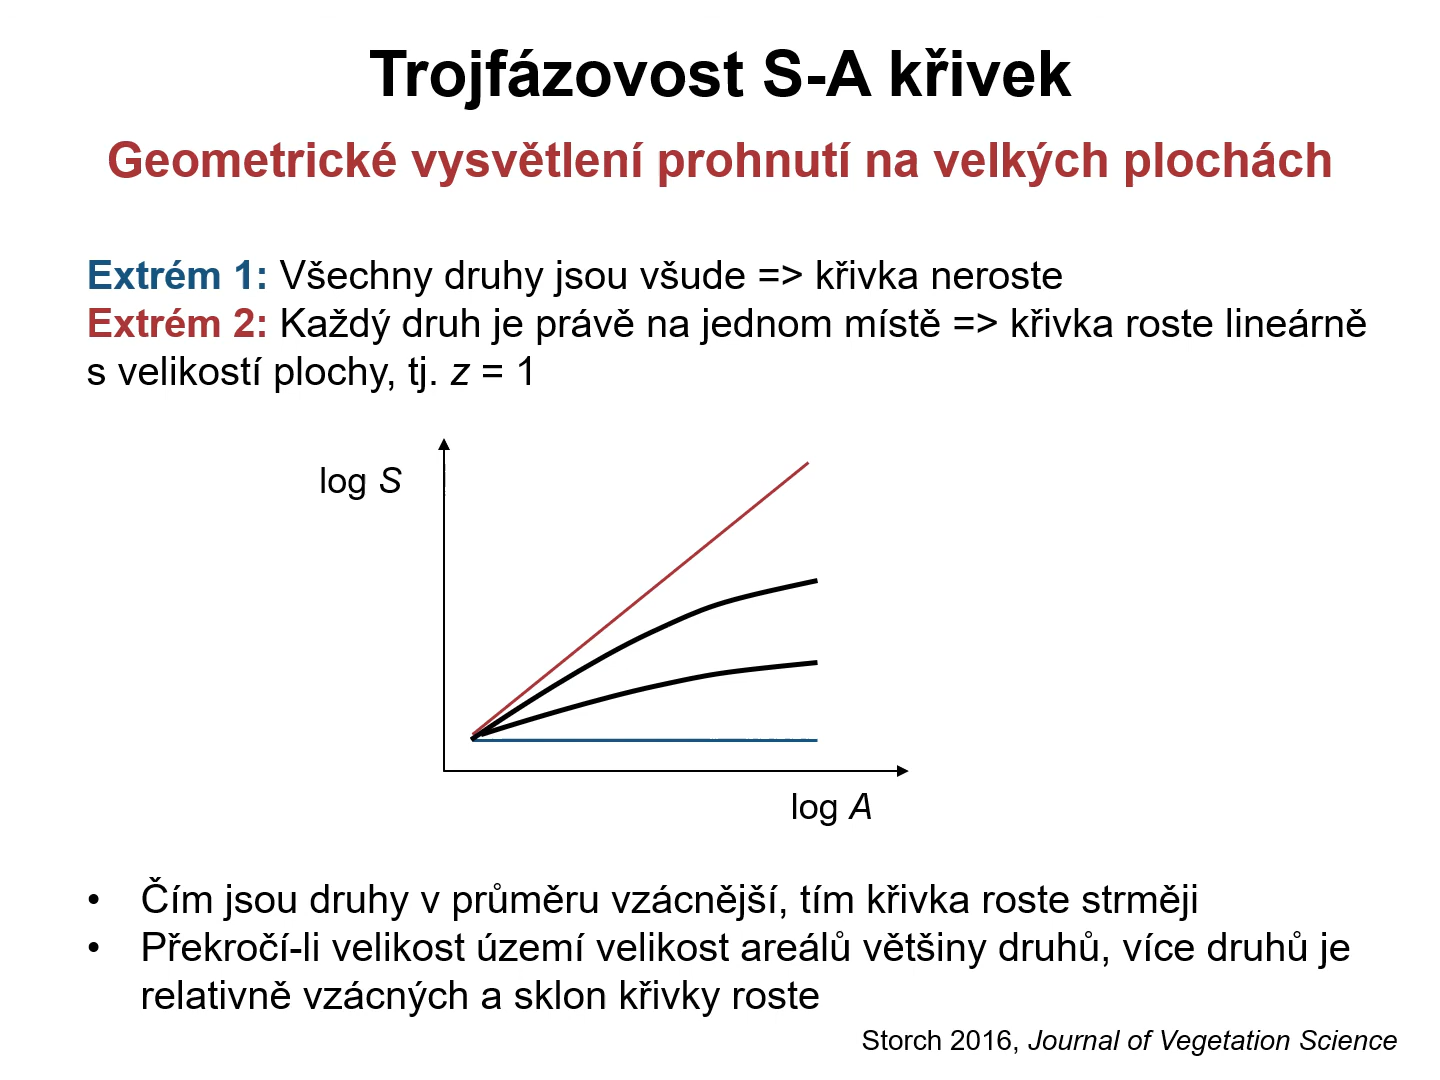 Trojfázovost S-A křivek
Geometrické vysvětlení prohnutí na velkých plochách
Extrém 1: Všechny druhy jsou všude => křivka neroste
Extrém 2: Každý druh je právě na jednom místě => křivka roste lineárně
s velikostí plochy, tj. z = 1
log S
log A
• Čím jsou druhy v průměru vzácnější, tím křivka roste strměji
• Překročí-li velikost území velikost areálů většiny druhů, více druhů je
relativně vzácných a sklon křivky roste
Storch 2016, Journal of Vegetation Science